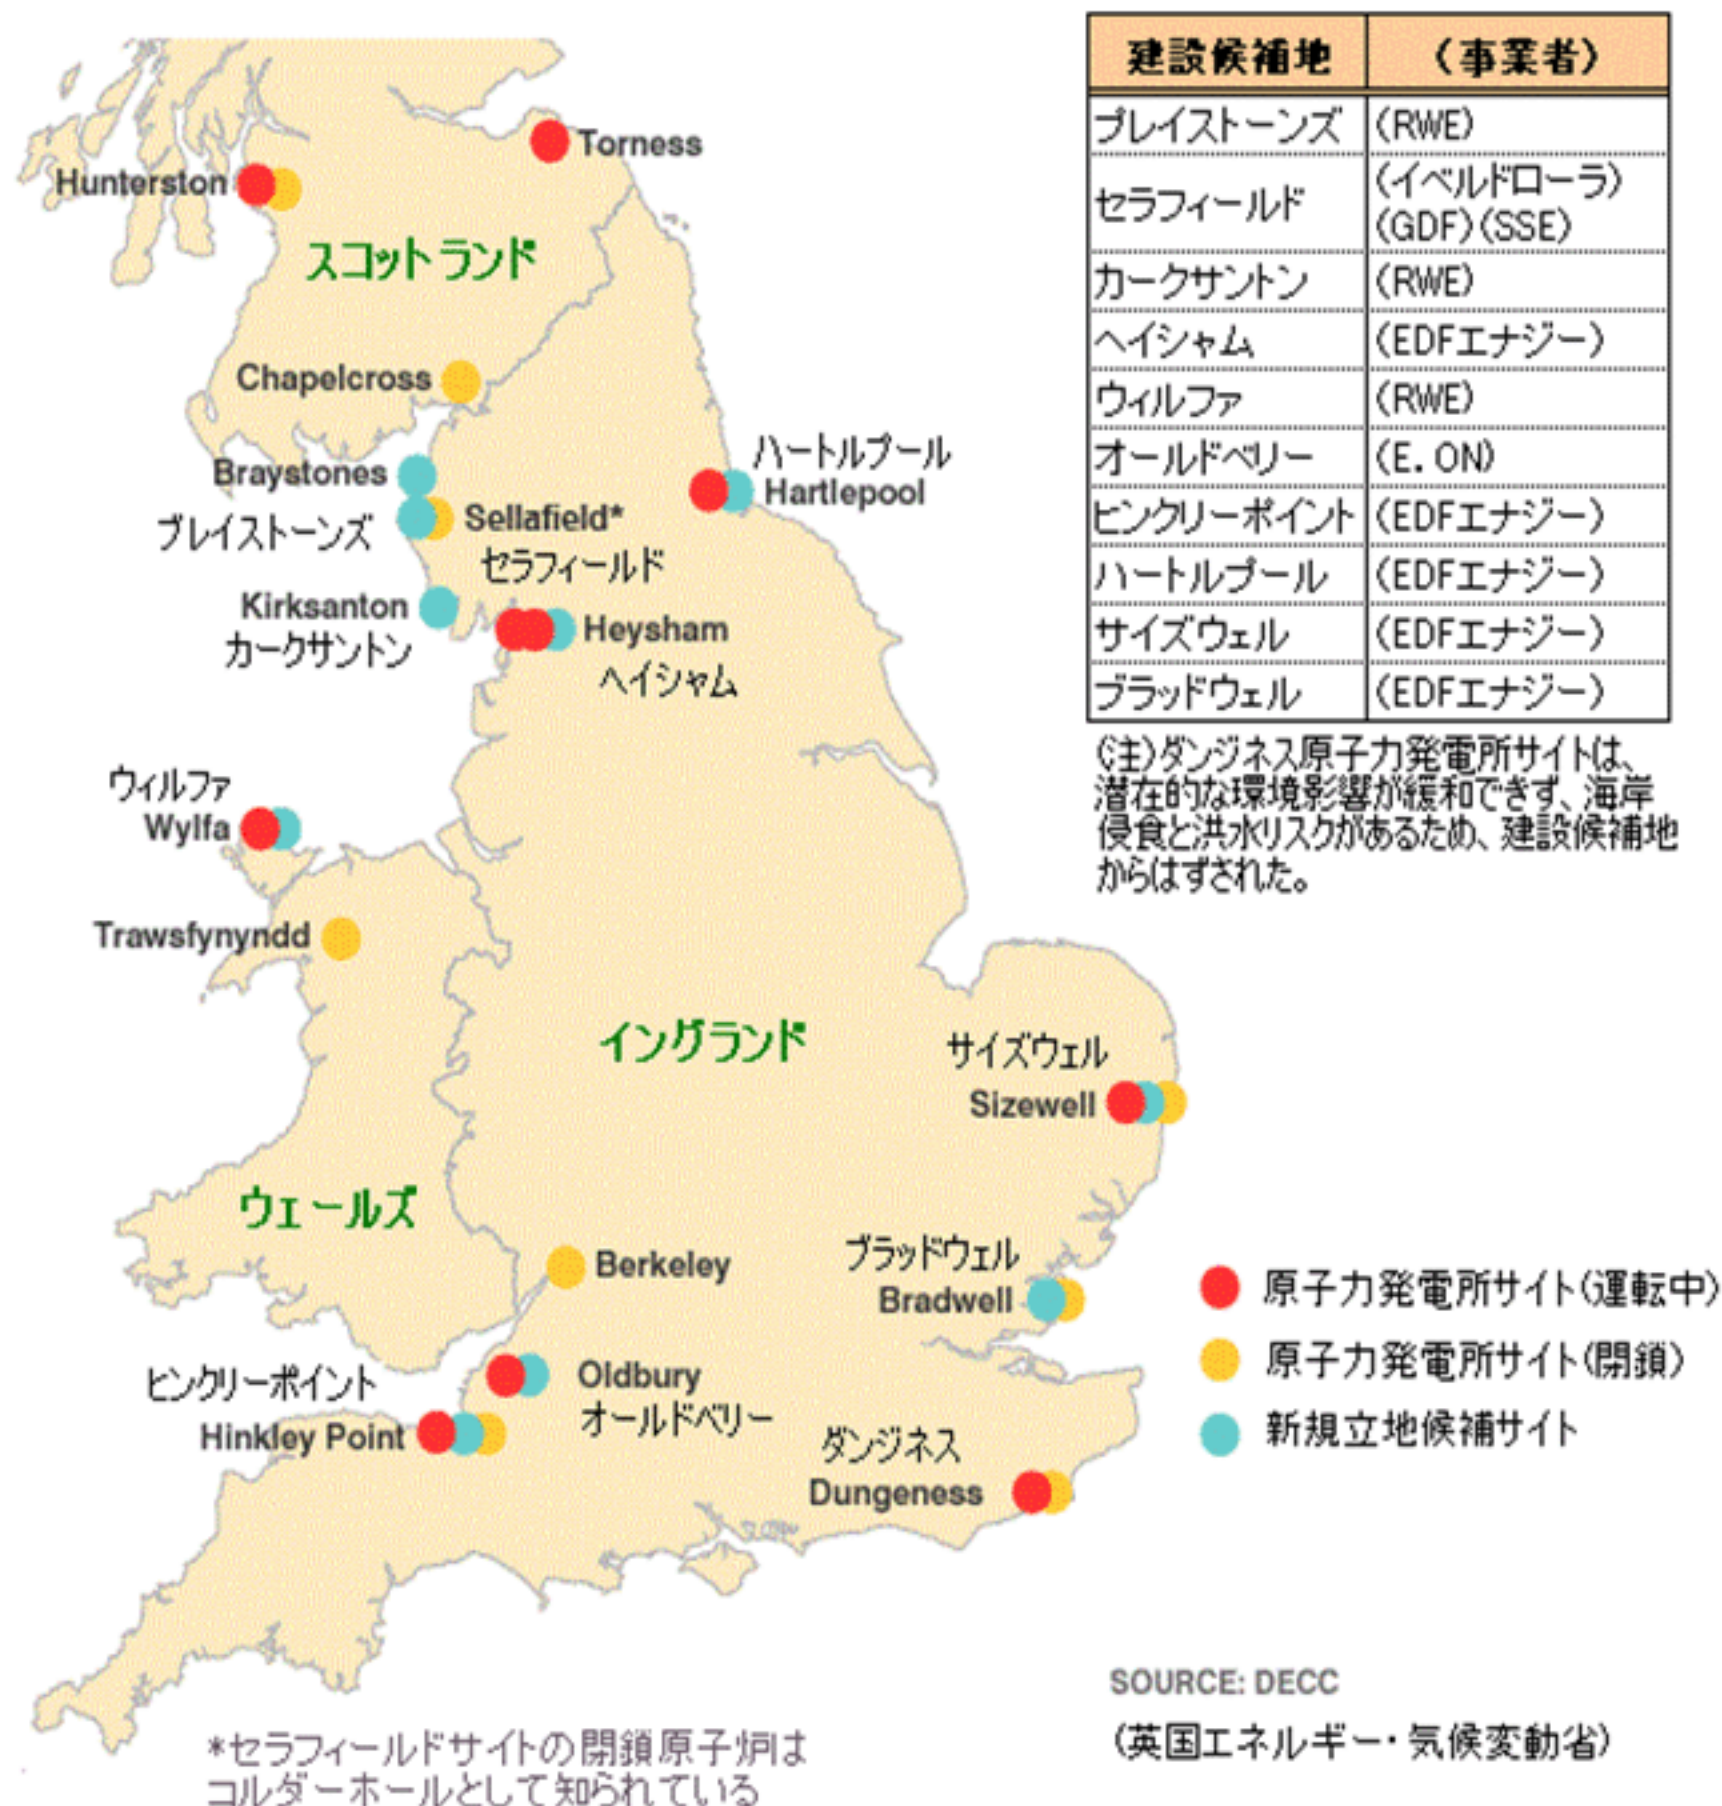 建設候補地 (事業者)
ブレイストーンズ (RWE)
セラフィールド (イベルドローラ)
(GDF)(SSE)
カークサントン (RWE)
ヘイシャム (EDFエナジー)
ウィルファ (RWE)
オールドベリー (E.ON)
ヒンクリーポイント (EDFエナジー)
ハートルプール (EDFエナジー)
サイズウェル (EDFエナジー)
ブラッドウェル (EDFエナジー)
(注)ダンジネス原子力発電所サイトは、
潜在的な環境影響が緩和できず、海岸
侵食と洪水リスクがあるため、建設候補地
からはずされた。
Torness
Hunterston
スコットランド
Chapelcross
ハートルプール
Hartlepool
Braystones
ブレイストーンズ
Sellafield*
セラフィールド
Kirksanton
カークサントン
Heysham
ヘイシャム
ウィルファ
Wylfa
Trawsfynyndd
イングランド
サイズウェル
Sizewell
ウェールズ
Berkeley
ブラッドウェル
Bradwell
ヒンクリーポイント
Hinkley Point
Oldbury
オールドベリー
ダンジネス
Dungeness
原子力発電所サイト(運転中)
原子力発電所サイト(閉鎖)
新規立地候補サイト
SOURCE: DECC
(英国エネルギー・気候変動省)
*セラフィールドサイトの閉鎖原子炉は
コルダーホールとして知られている